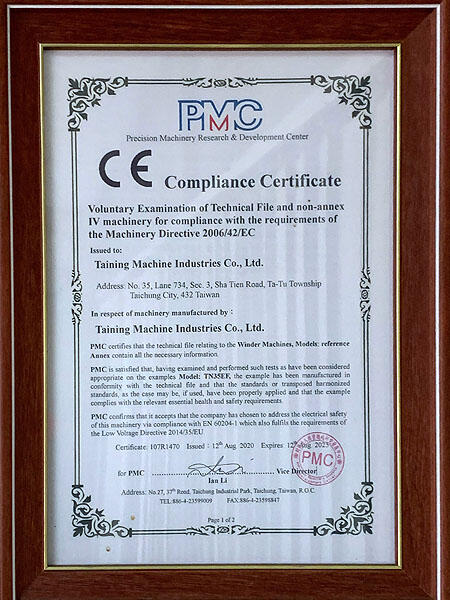 PMC
Precision Machinery Research & Development Center
CE Compliance Certificate
Voluntary Examination of Technical File and non-annex
IV machinery for compliance with the requirements of
the Machinery Directive 2006/42/EC
Issued to:
Taining Machine Industries Co., Ltd.
Address: No. 35, Lane 734, Sec. 3, Sha Tien Road, Ta-Tu Township
Taichung City, 432 Taiwan
In respect of machinery manufactured by :
Taining Machine Industries Co., Ltd.
PMC certifies that the technical file relating to the Winder Machines, Models: reference
Annex contain all the necessary information.
PMC is satisfied that, having examined and performed such tests as have been considered
appropriate on the examples Model: TN35EF, the example has been manufactured in
conformity with the technical file and that the standards or transposed harmonized
standards, as the case may be, if used, have been properly applied and that the example
complies with the relevant essential health and safety requirements.
PMC confirms that it accepts that the company has chosen to address the electrical safety
of this machinery via compliance with EN 60204-1 which also fulfils the requirements of
the Low Voltage Directive 2014/35/EU.
Certificate: 107R1470 Issued : 12th Aug. 2020 Expires 12th Aug. 2025
for PMC Vice Director
Ian Li
PMC
Address: No.27, 37th Road, Taichung Industrial Park, Taichung, Taiwan, R.O.C.
TEL:886-4-23599009 FAX:886-4-23598847
Page 1 of 2